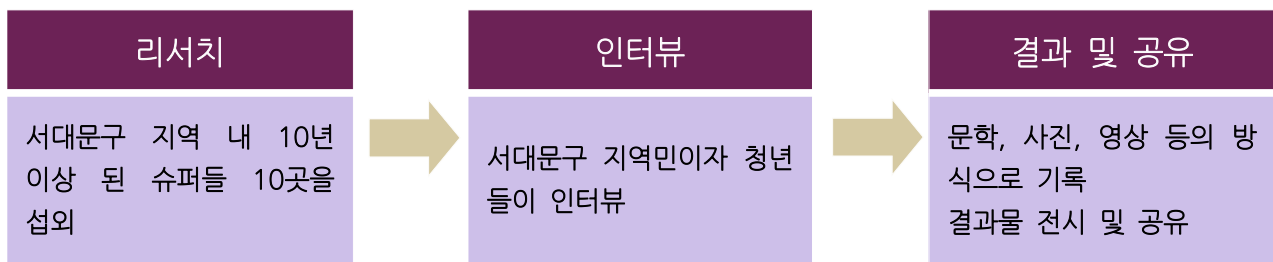 리서치
서대문구 지역 내 10년
이상 된 슈퍼들 10곳을
섭외
인터뷰
서대문구 지역민이자 청년
들이 인터뷰
결과 및 공유
문학, 사진, 영상 등의 방
식으로 기록
결과물 전시 및 공유